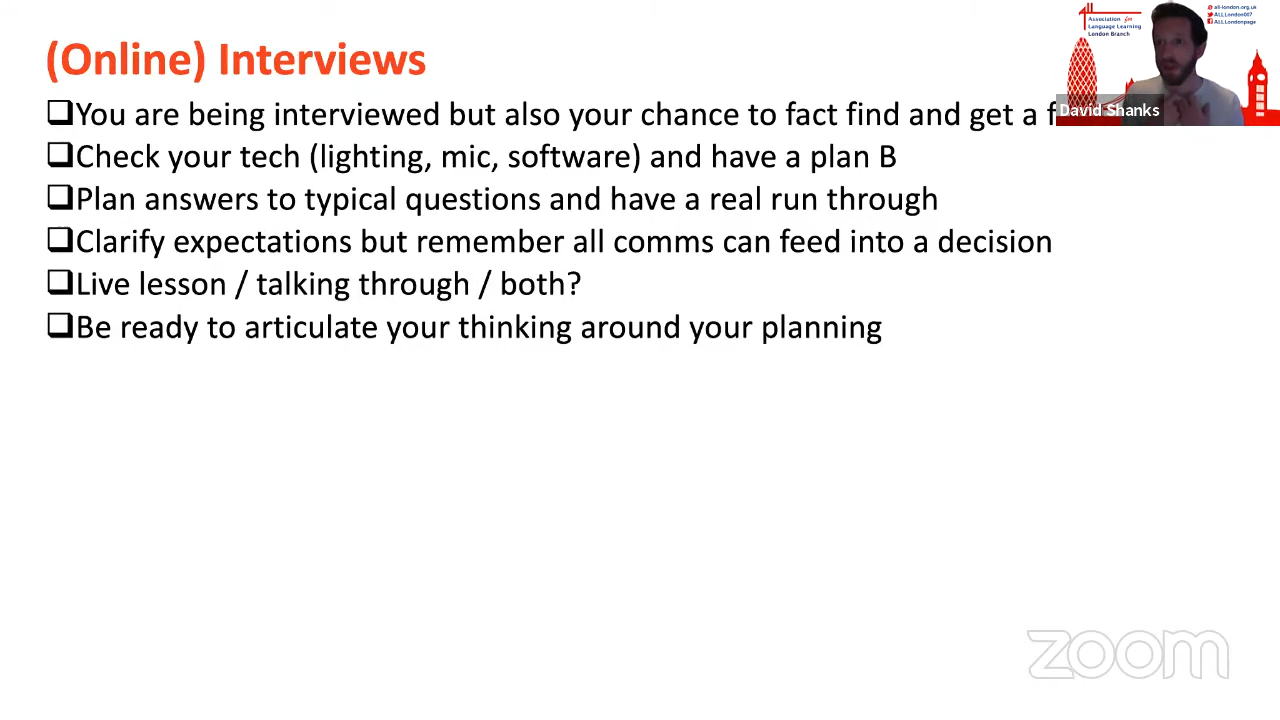 (Online) Interviews
❑You are being interviewed but also your chance to fact find and get a f
❑Check your tech (lighting, mic, software) and have a plan B
❑Plan answers to typical questions and have a real run through
❑Clarify expectations but remember all comms can feed into a decision
❑Live lesson / talking through / both?
❑Be ready to articulate your thinking around your planning
Association for
Language Learning
London Branch
all-london.org.uk
@ALLLondon007
ALLLondonpage
David Shanks
zoom